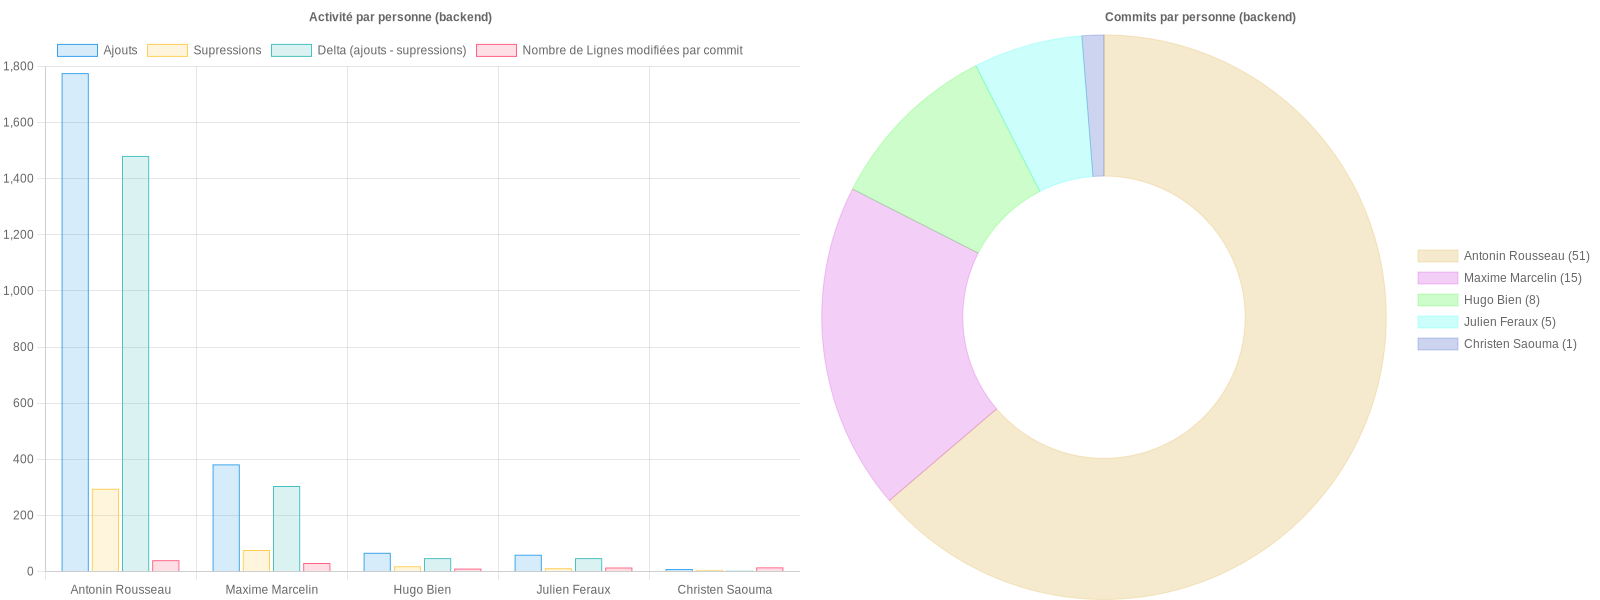 Activité par personne (backend)
Ajouts Supressions Delta (ajouts - supressions) Nombre de Lignes modifiées par commit
1,800
1,600
1,400
1,200
1,000
800
600
400
200
0
Antonin Rousseau Maxime Marcelin Hugo Bien Julien Feraux Christen Saouma
Commits par personne (backend)
Antonin Rousseau (51)
Maxime Marcelin (15)
Hugo Bien (8)
Julien Feraux (5)
Christen Saouma (1)